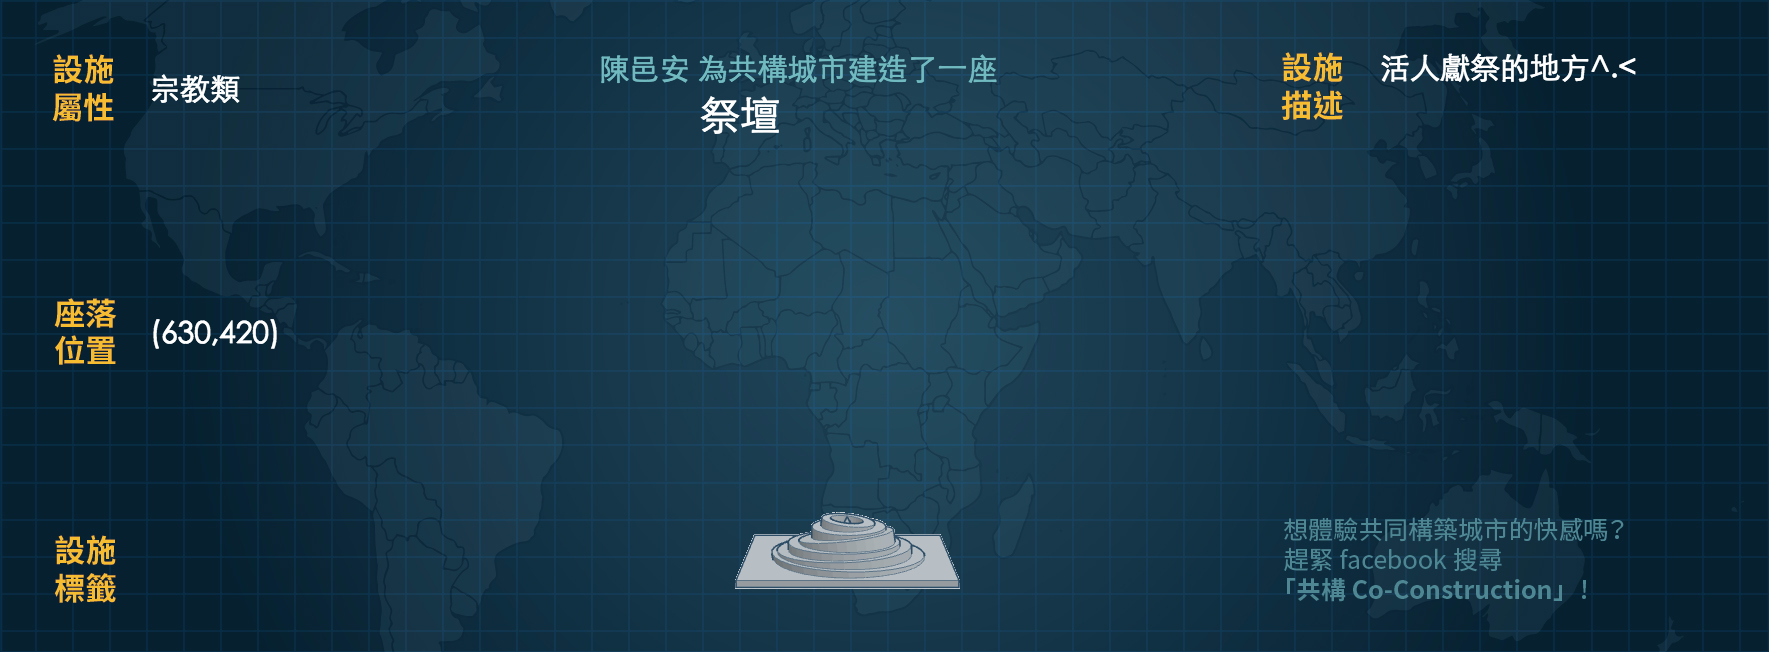 設施
屬性
宗教類
陳邑安 為共構城市建造了一座
祭壇
設施
描述
活人獻祭的地方^.<
座落
位置
(630,420)
設施
標籤
想體驗共同構築城市的快感嗎？
趕緊 facebook 搜尋
「共構 Co-Construction」！